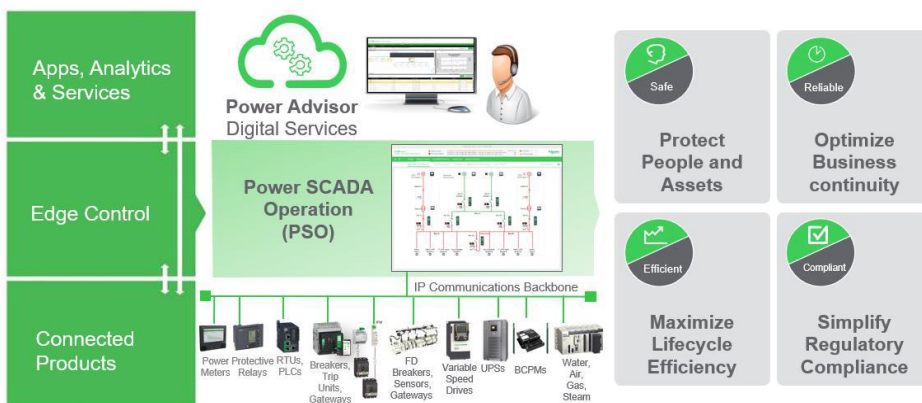 Apps, Analytics
& Services
Power Advisor
Digital Services
Edge Control
Power SCADA
Operation
(PSO)
IP Communications Backbone
Connected
Products
Power
Meters
Protective
Relays
RTUs,
PLCs
Breakers,
Trip
Units,
Gateways
FD
Breakers,
Sensors,
Gateways
Variable
Speed
Drives
UPSs
BCPMs
Water,
Air,
Gas,
Steam
Safe
Protect
People and
Assets
Reliable
Optimize
Business
continuity
Efficient
Maximize
Lifecycle
Efficiency
Compliant
Simplify
Regulatory
Compliance